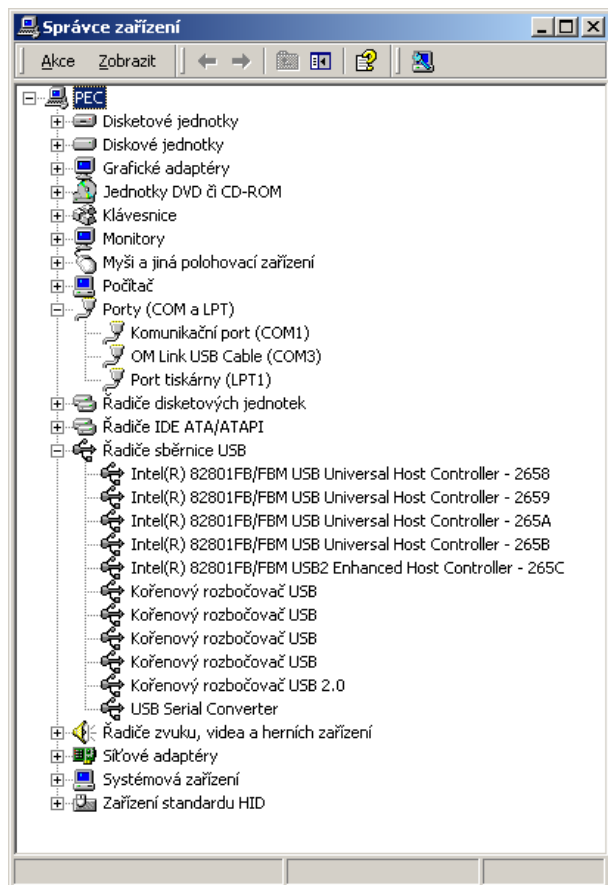 Správce zařízení
Akce Zobrazit
PEC
Disketové jednotky
Diskové jednotky
Grafické adaptéry
Jednotky DVD či CD-ROM
Klávesnice
Monitory
Myši a jiná polohovací zařízení
Počítač
Porty (COM a LPT)
Komunikační port (COM1)
OM Link USB Cable (COM3)
Port tiskárny (LPT1)
Řadiče disketových jednotek
Řadiče IDE ATA/ATAPI
Řadiče sběrnice USB
Intel(R) 82801FB/FBM USB Universal Host Controller - 2658
Intel(R) 82801FB/FBM USB Universal Host Controller - 2659
Intel(R) 82801FB/FBM USB Universal Host Controller - 265A
Intel(R) 82801FB/FBM USB Universal Host Controller - 265B
Intel(R) 82801FB/FBM USB2 Enhanced Host Controller - 265C
Kořenový rozbočovač USB
Kořenový rozbočovač USB
Kořenový rozbočovač USB
Kořenový rozbočovač USB
Kořenový rozbočovač USB 2.0
USB Serial Converter
Řadiče zvuku, videa a herních zařízení
Síťové adaptéry
Systémová zařízení
Zařízení standardu HID